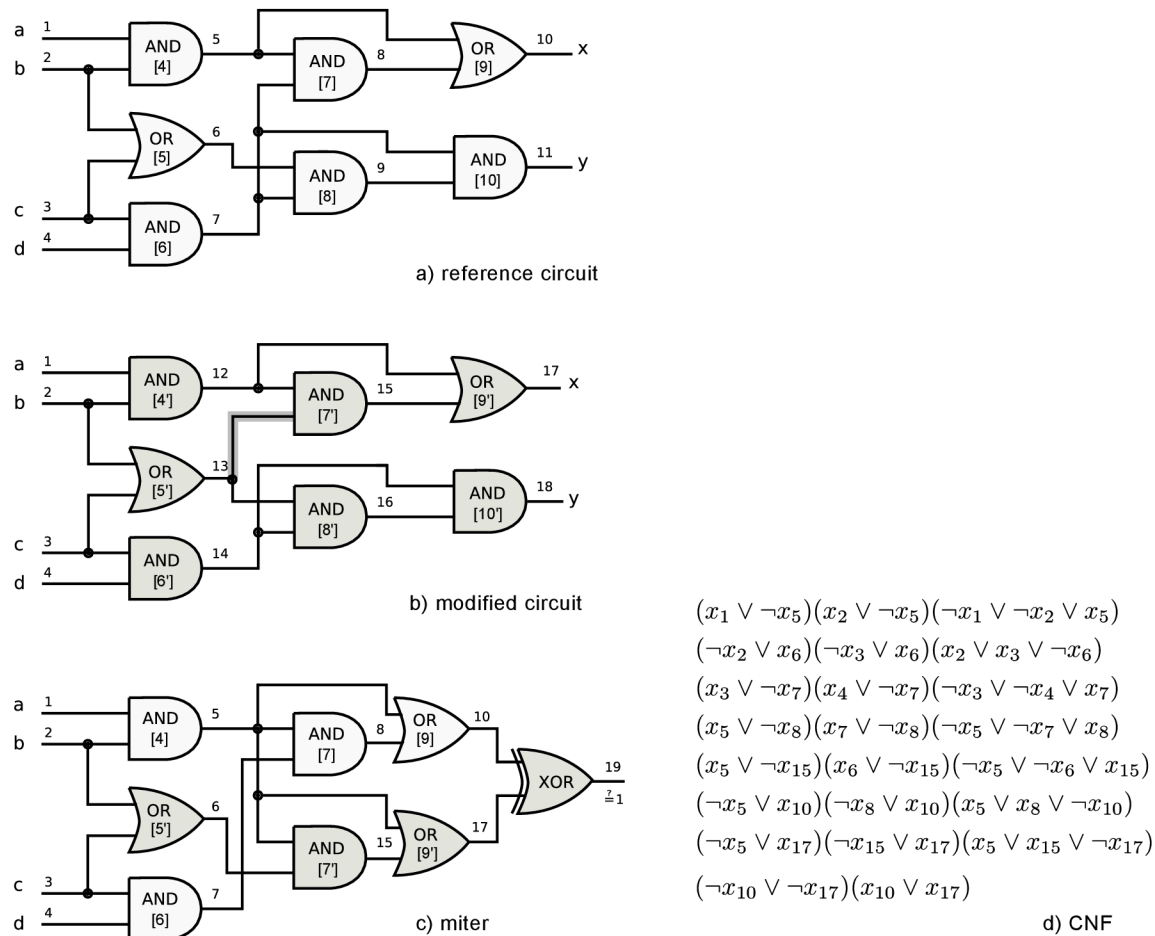 a 1
b 2
c 3
d 4
AND
[4]
5
OR
[5]
6
AND
[6]
7
AND
[7]
8
AND
[8]
9
OR
[9]
10 x
AND
[10]
11 y
a) reference circuit
a 1
b 2
c 3
d 4
AND
[4']
12
OR
[5']
13
AND
[6']
14
AND
[7']
15
AND
[8']
16
OR
[9']
17 x
AND
[10']
18 y
b) modified circuit
a 1
b 2
c 3
d 4
AND
[4]
5
OR
[5']
6
AND
[6]
7
AND
[7]
8
AND
[7']
15
OR
[9]
10
OR
[9']
17
XOR
19
≟1
c) miter
(x₁ ∨ ¬x₅)(x₂ ∨ ¬x₅)(¬x₁ ∨ ¬x₂ ∨ x₅)
(¬x₂ ∨ x₆)(¬x₃ ∨ x₆)(x₂ ∨ x₃ ∨ ¬x₆)
(x₃ ∨ ¬x₇)(x₄ ∨ ¬x₇)(¬x₃ ∨ ¬x₄ ∨ x₇)
(x₅ ∨ ¬x₈)(x₇ ∨ ¬x₈)(¬x₅ ∨ ¬x₇ ∨ x₈)
(x₅ ∨ ¬x₁₅)(x₆ ∨ ¬x₁₅)(¬x₅ ∨ ¬x₆ ∨ x₁₅)
(¬x₅ ∨ x₁₀)(¬x₈ ∨ x₁₀)(x₅ ∨ x₈ ∨ ¬x₁₀)
(¬x₅ ∨ x₁₇)(¬x₁₅ ∨ x₁₇)(x₅ ∨ x₁₅ ∨ ¬x₁₇)
(¬x₁₀ ∨ ¬x₁₇)(x₁₀ ∨ x₁₇)
d) CNF